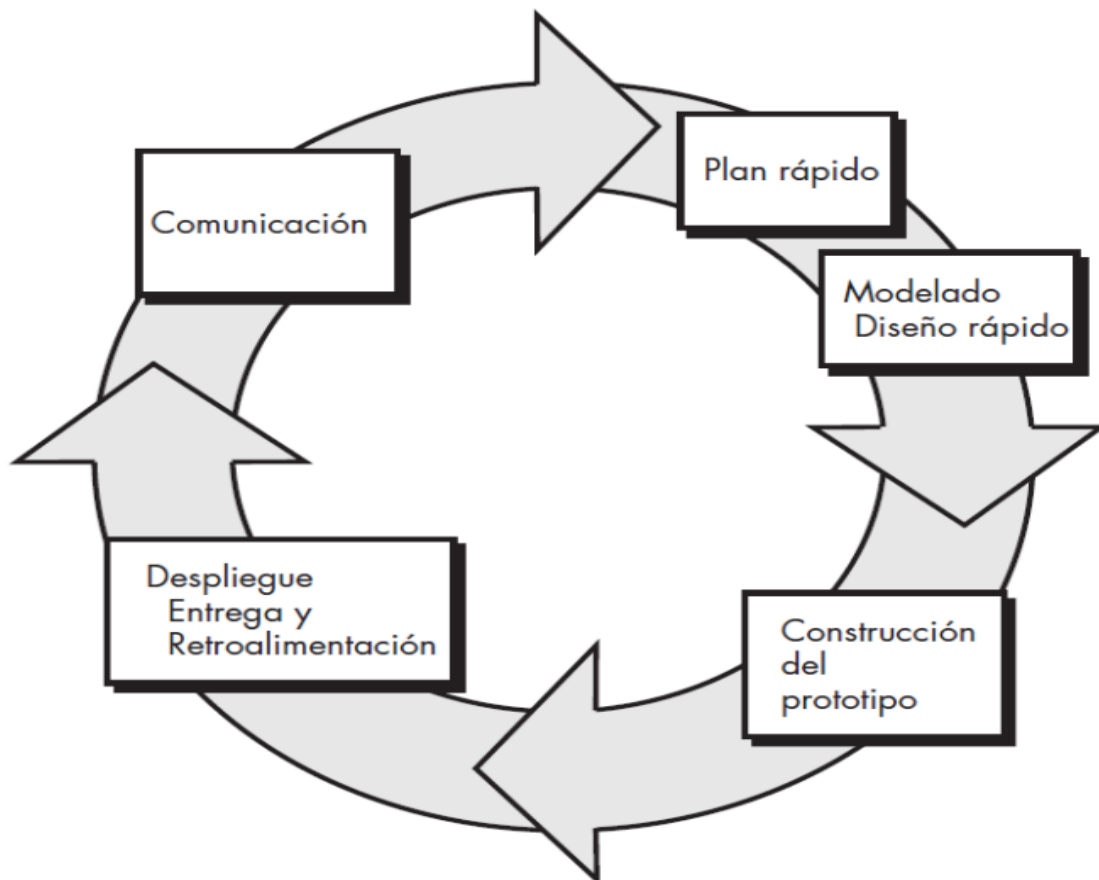 Comunicación
Plan rápido
Modelado
Diseño rápido
Construcción
del
prototipo
Despliegue
Entrega y
Retroalimentación